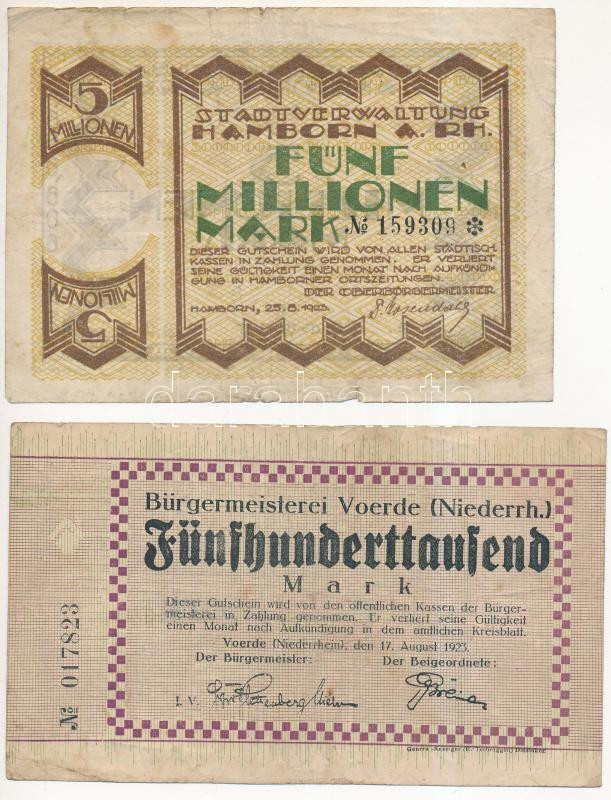 5
MILLIONEN
STADTVERWALTUNG
HAMBORN A. RH.
FÜNF
MILLIONEN
MARK № 159309 ✻
DIESER GUTSCHEIN WIRD VON ALLEN STÄDTISCH.
KASSEN IN ZAHLUNG GENOMMEN. ER VERLIERT
SEINE GÜLTIGKEIT EINEN MONAT NACH AUFKÜNDI-
GUNG IN HAMBORNER ORTSZEITUNGEN.
DER OBERBÜRGERMEISTER
HAMBORN, 25. 8. 1923.
MILLIONEN
5
darabanth
Bürgermeisterei Voerde (Niederrh.)
Fünfhunderttausend
Mark
Dieser Gutschein wird von den öffentlichen Kassen der Bürger-
meisterei in Zahlung genommen. Er verliert seine Gültigkeit
einen Monat nach Aufkündigung in dem amtlichen Kreisblatt.
Voerde (Niederrhein), den 17. August 1923.
Der Bürgermeister: Der Beigeordnete:
I. V.
№ 017823